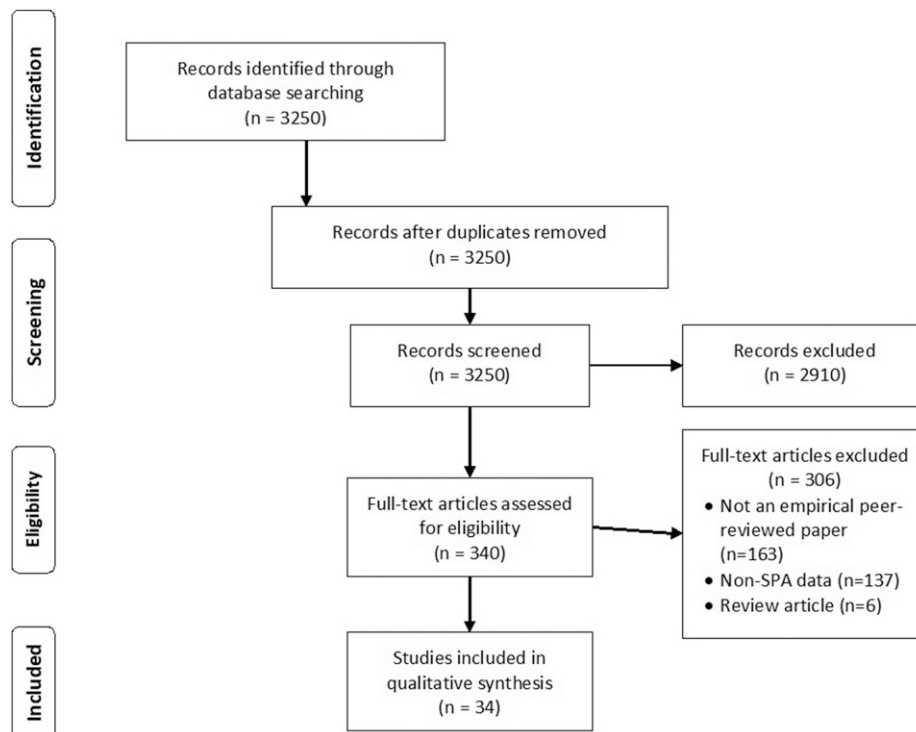 Identification
Records identified through
database searching
(n = 3250)
Records after duplicates removed
(n = 3250)
Screening
Records screened
(n = 3250)
Records excluded
(n = 2910)
Eligibility
Full-text articles assessed
for eligibility
(n = 340)
Full-text articles excluded
(n = 306)
• Not an empirical peer-
reviewed paper
(n=163)
• Non-SPA data (n=137)
• Review article (n=6)
Included
Studies included in
qualitative synthesis
(n = 34)